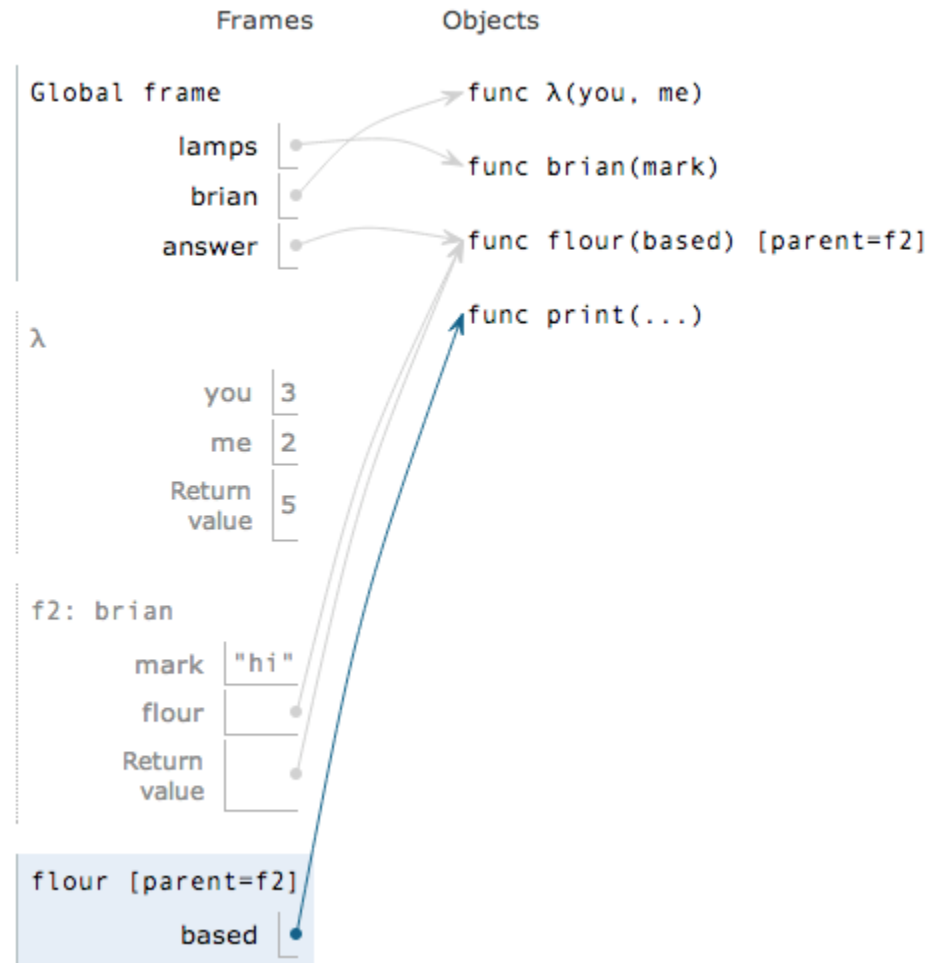 Frames Objects
Global frame
func λ(you, me)
lamps
func brian(mark)
brian
answer
func flour(based) [parent=f2]
func print(...)
λ
you 3
me 2
Return
value 5
f2: brian
mark "hi"
flour
Return
value
flour [parent=f2]
based